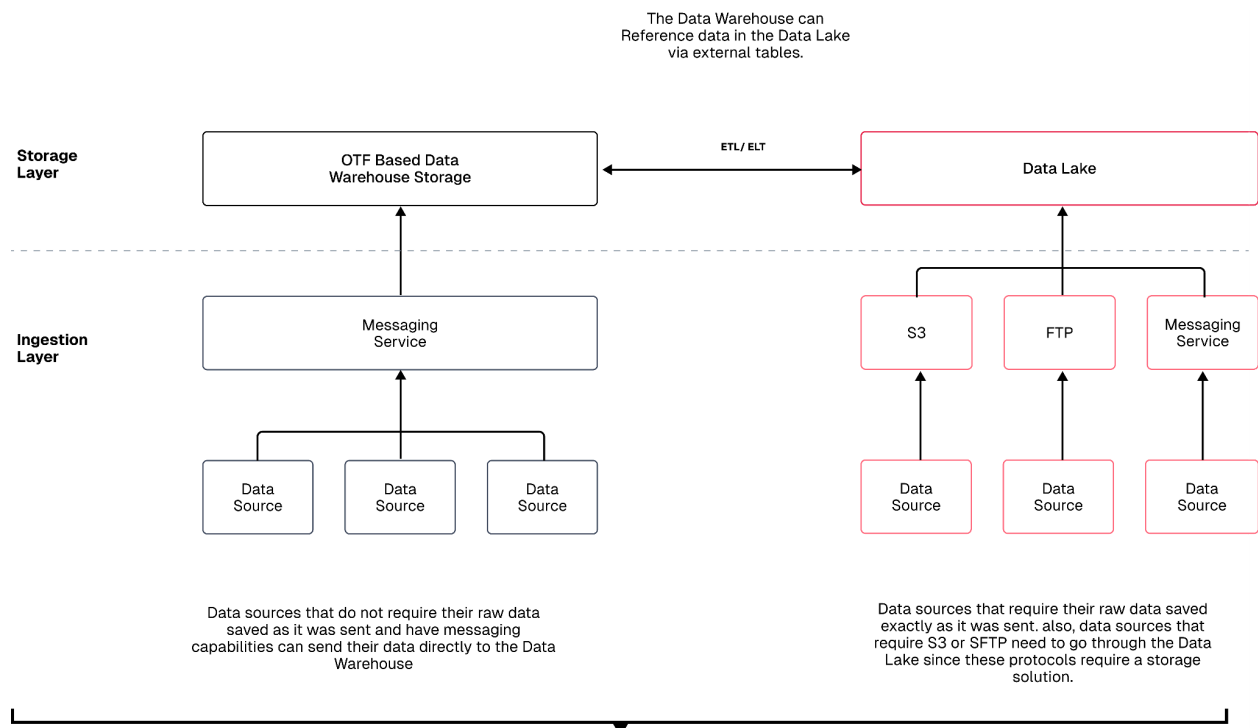 The Data Warehouse can
Reference data in the Data Lake
via external tables.
Storage
Layer
OTF Based Data
Warehouse Storage
ETL/ ELT
Data Lake
Ingestion
Layer
Messaging
Service
S3
FTP
Messaging
Service
Data
Source
Data
Source
Data
Source
Data
Source
Data
Source
Data
Source
Data sources that do not require their raw data
saved as it was sent and have messaging
capabilities can send their data directly to the Data
Warehouse
Data sources that require their raw data saved
exactly as it was sent. also, data sources that
require S3 or SFTP need to go through the Data
Lake since these protocols require a storage
solution.